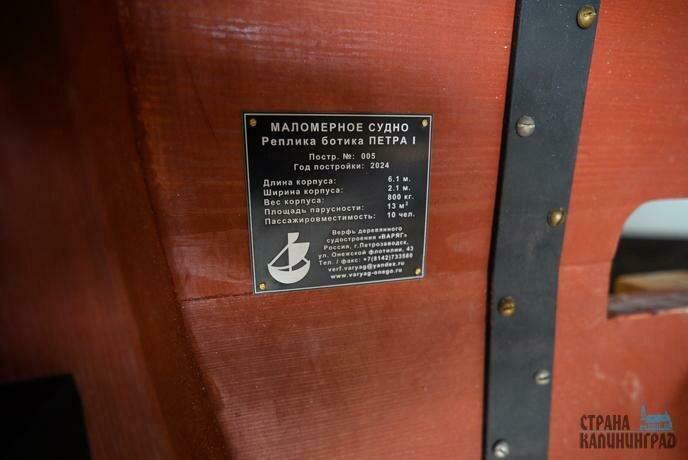 МАЛОМЕРНОЕ СУДНО
Реплика ботика ПЕТРА I
Постр. №: 005
Год постройки: 2024
Длина корпуса: 6.1 м.
Ширина корпуса: 2.1 м.
Вес корпуса: 800 кг.
Площадь парусности: 13 м²
Пассажировместимость: 10 чел.
Верфь деревянного
судостроения «ВАРЯГ»
Россия, г.Петрозаводск,
ул. Онежской флотилии, 43
Тел. / факс: +7(8142)733580
verf.varyag@yandex.ru
www.varyag-onego.ru
СТРАНА
КАЛИНИНГРАД